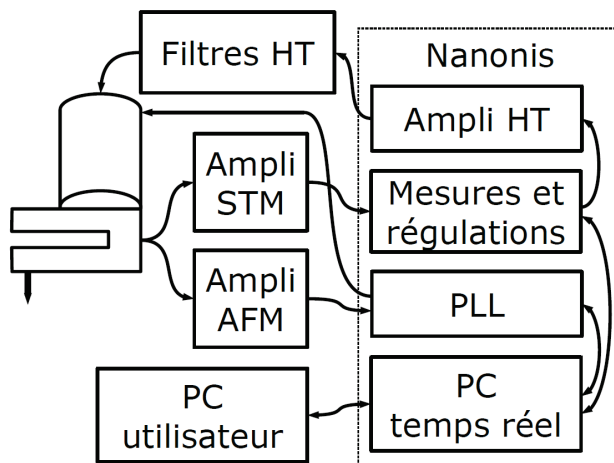 Filtres HT
Nanonis
Ampli HT
Ampli
STM
Mesures et
régulations
Ampli
AFM
PLL
PC
utilisateur
PC
temps réel